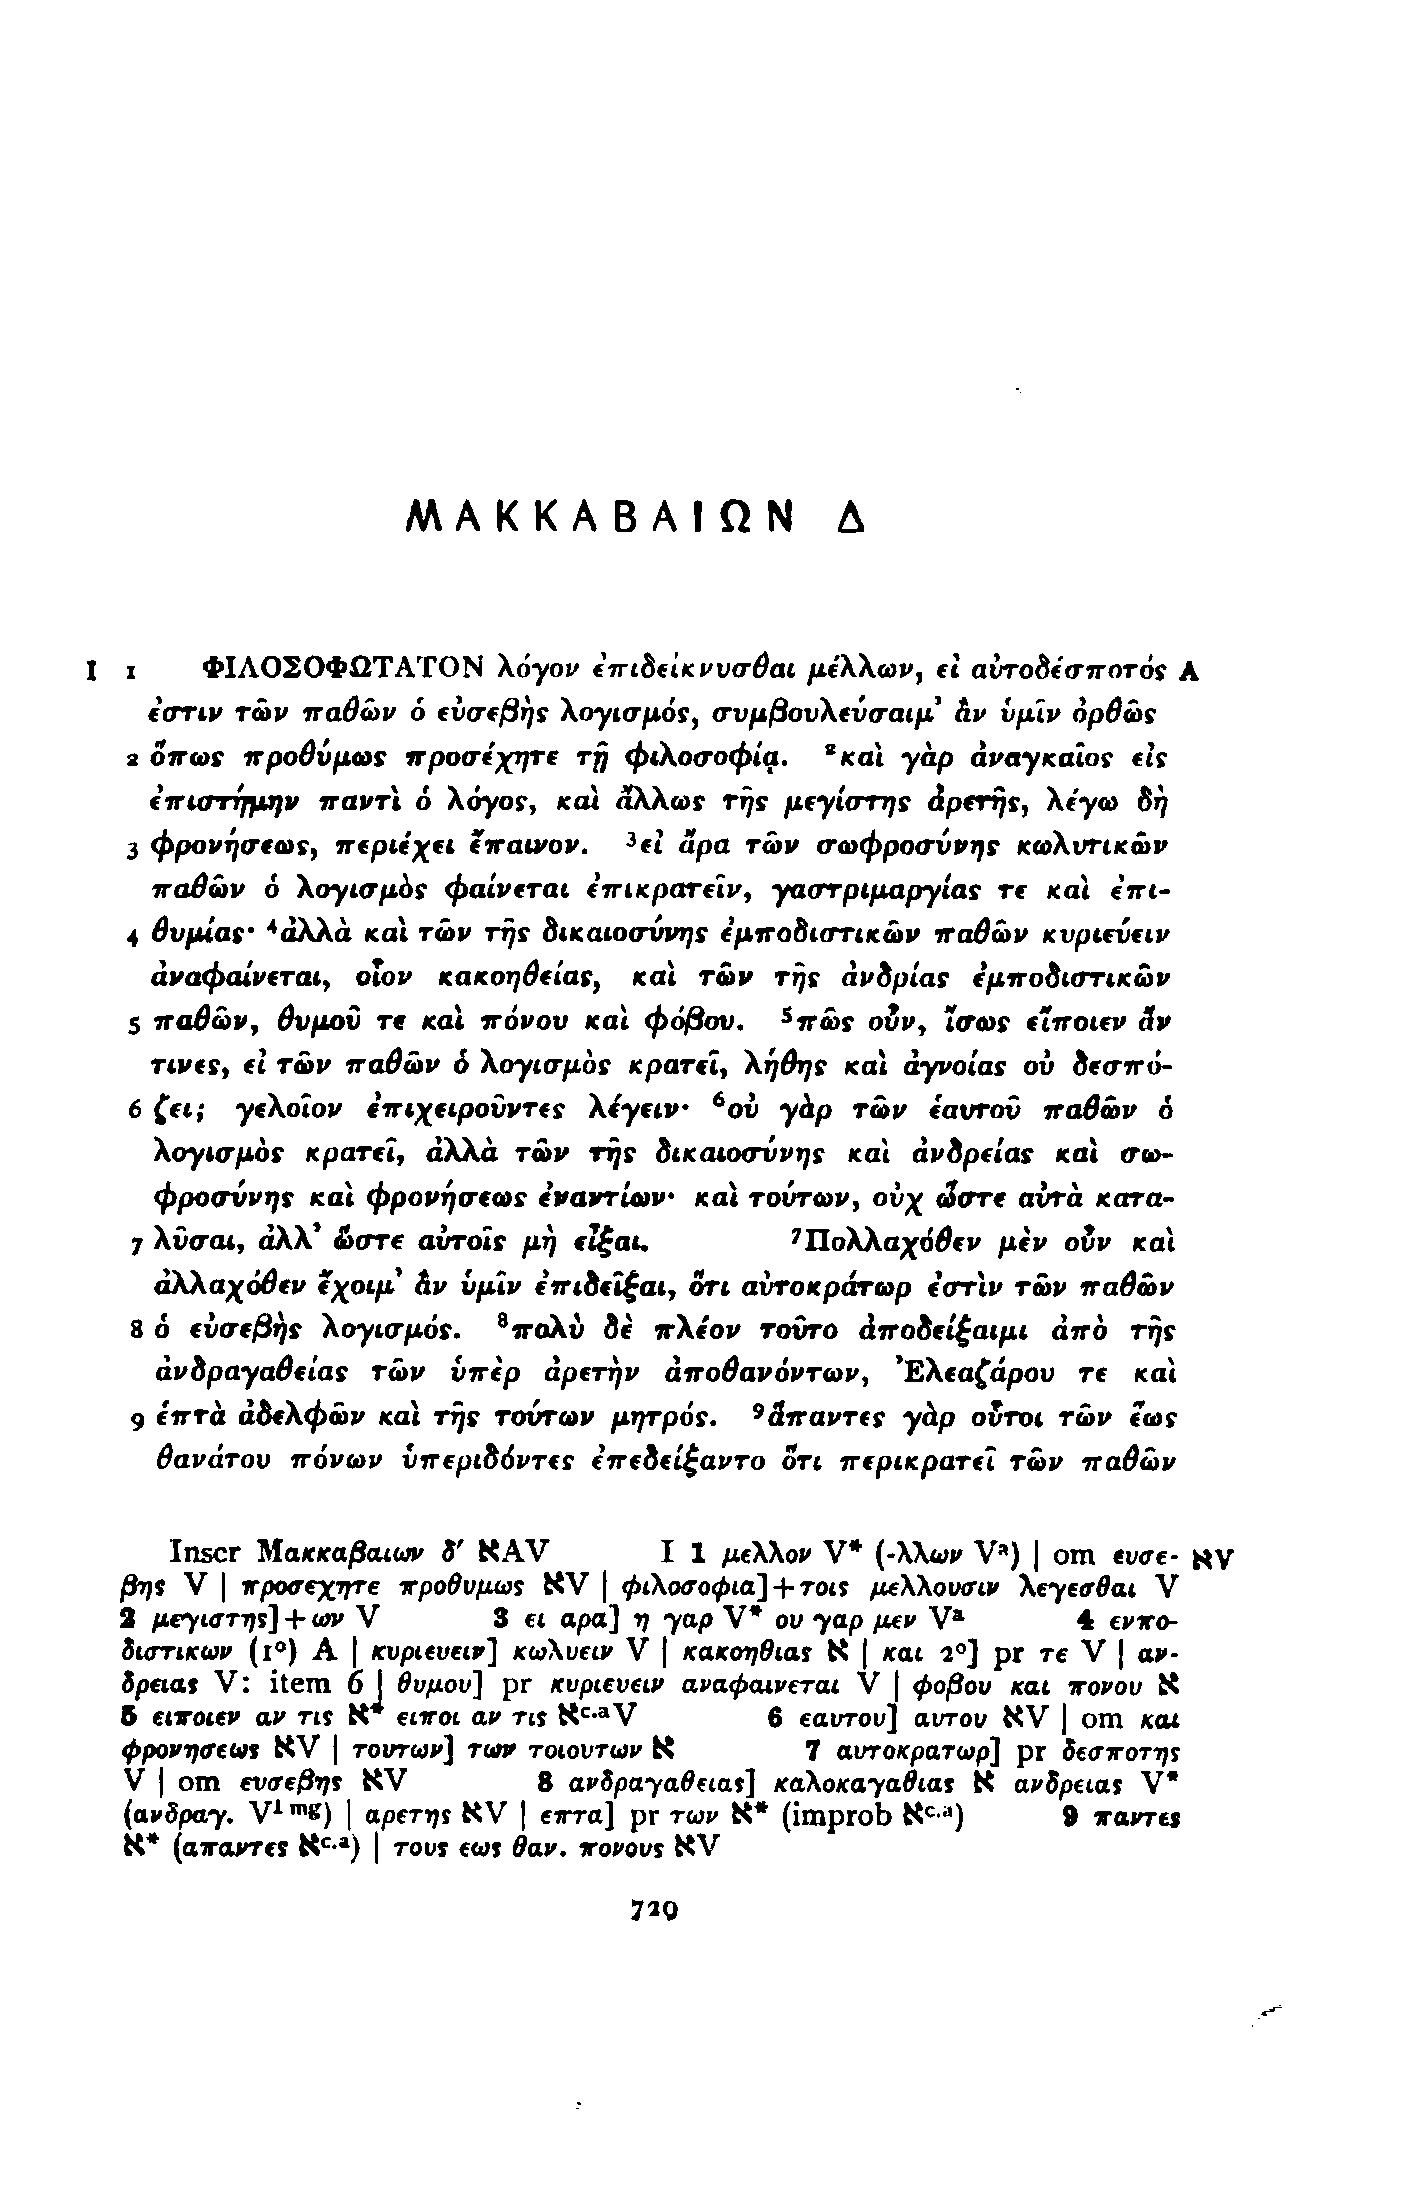 ΜΑΚΚΑΒΑΙΩΝ Δ
I 1 ΦΙΛΟΣΟΦΩΤΑΤΟΝ λόγον ἐπιδείκνυσθαι μέλλων, εἰ αὐτοδέσποτός A
ἐστιν τῶν παθῶν ὁ εὐσεβὴς λογισμός, συμβουλεύσαιμ’ ἂν ὑμῖν ὀρθῶς
2 ὅπως προθύμως προσέχητε τῇ φιλοσοφίᾳ. ²καὶ γὰρ ἀναγκαῖος εἰς
ἐπιστήμην παντὶ ὁ λόγος, καὶ ἄλλως τῆς μεγίστης ἀρετῆς, λέγω δὴ
3 φρονήσεως, περιέχει ἔπαινον. ³εἰ ἄρα τῶν σωφροσύνης κωλυτικῶν
παθῶν ὁ λογισμὸς φαίνεται ἐπικρατεῖν, γαστριμαργίας τε καὶ ἐπι-
4 θυμίας· ⁴ἀλλὰ καὶ τῶν τῆς δικαιοσύνης ἐμποδιστικῶν παθῶν κυριεύειν
ἀναφαίνεται, οἷον κακοηθείας, καὶ τῶν τῆς ἀνδρίας ἐμποδιστικῶν
5 παθῶν, θυμοῦ τε καὶ πόνου καὶ φόβου. ⁵πῶς οὖν, ἴσως εἴποιεν ἄν
τινες, εἰ τῶν παθῶν ὁ λογισμὸς κρατεῖ, λήθης καὶ ἀγνοίας οὐ δεσπό-
6 ζει; γελοῖον ἐπιχειροῦντες λέγειν· ⁶οὐ γὰρ τῶν ἑαυτοῦ παθῶν ὁ
λογισμὸς κρατεῖ, ἀλλὰ τῶν τῆς δικαιοσύνης καὶ ἀνδρείας καὶ σω-
φροσύνης καὶ φρονήσεως ἐναντίων· καὶ τούτων, οὐχ ὥστε αὐτὰ κατα-
7 λῦσαι, ἀλλ’ ὥστε αὐτοῖς μὴ εἶξαι. ⁷Πολλαχόθεν μὲν οὖν καὶ
ἀλλαχόθεν ἔχοιμ’ ἂν ὑμῖν ἐπιδεῖξαι, ὅτι αὐτοκράτωρ ἐστὶν τῶν παθῶν
8 ὁ εὐσεβὴς λογισμός. ⁸πολὺ δὲ πλέον τοῦτο ἀποδείξαιμι ἀπὸ τῆς
ἀνδραγαθείας τῶν ὑπὲρ ἀρετὴν ἀποθανόντων, Ἐλεαζάρου τε καὶ
9 ἑπτὰ ἀδελφῶν καὶ τῆς τούτων μητρός. ⁹ἅπαντες γὰρ οὗτοι τῶν ἕως
θανάτου πόνων ὑπεριδόντες ἐπεδείξαντο ὅτι περικρατεῖ τῶν παθῶν
Inscr Μακκαβαιων δ′ אAV I 1 μελλον V* (-λλων Vᵃ) | om ευσε- אV
βης V | προσεχητε προθυμως אV | φιλοσοφια]+τοις μελλουσιν λεγεσθαι V
2 μεγιστης]+ων V 3 ει αρα] η γαρ V* ου γαρ μεν Vᵃ 4 ενπο-
διστικων (1°) A | κυριευειν] κωλυειν V | κακοηθιας א | και 2°] pr τε V | αν-
δρειας V: item 6 | θυμου] pr κυριευειν αναφαινεται V | φοβου και πονου א
5 ειποιεν αν τις א* ειποι αν τις אᶜ·ᵃV 6 εαυτου] αυτου אV | om και
φρονησεως אV | τουτων] των τοιουτων א 7 αυτοκρατωρ] pr δεσποτης
V | om ευσεβης אV 8 ανδραγαθειας] καλοκαγαθιας א ανδρειας V*
(ανδραγ. V¹ ᵐᵍ) | αρετης אV | επτα] pr των א* (improb אᶜ·ᵃ) 9 παντες
א* (απαντες אᶜ·ᵃ) | τους εως θαν. πονους אV
729